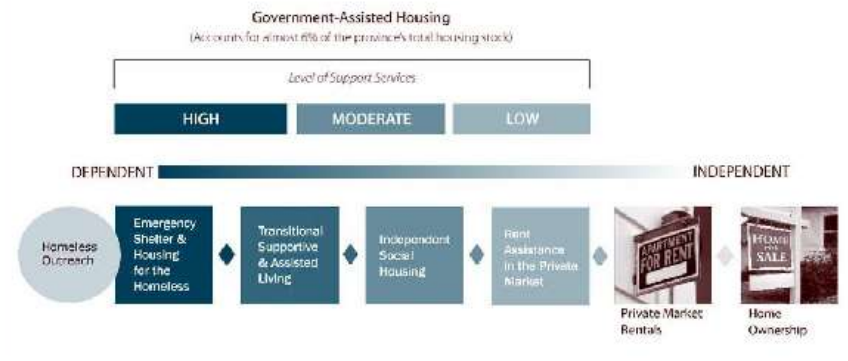 Government-Assisted Housing
(Accounts for almost 6% of the province's total housing stock)
Level of Support Services
HIGH
MODERATE
LOW
DEPENDENT
INDEPENDENT
Homeless
Outreach
Emergency
Shelter &
Housing
for the
Homeless
Transitional
Supportive
& Assisted
Living
Independent
Social
Housing
Rent
Assistance
in the Private
Market
APARTMENT
FOR RENT
HOME
FOR
SALE
Private Market
Rentals
Home
Ownership